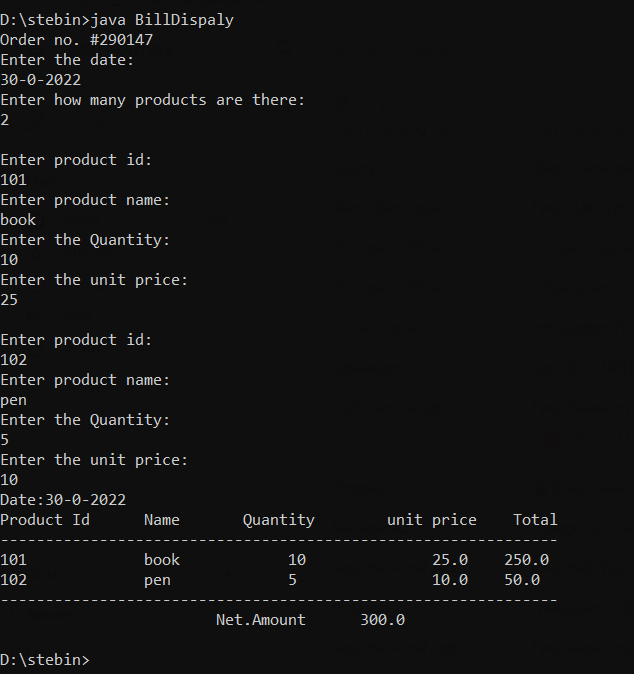 D:\stebin>java BillDispaly
Order no. #290147
Enter the date:
30-0-2022
Enter how many products are there:
2
Enter product id:
101
Enter product name:
book
Enter the Quantity:
10
Enter the unit price:
25
Enter product id:
102
Enter product name:
pen
Enter the Quantity:
5
Enter the unit price:
10
Date:30-0-2022
Product Id      Name       Quantity        unit price    Total
--------------------------------------------------------------
101             book            10              25.0    250.0
102             pen             5               10.0    50.0
--------------------------------------------------------------
                        Net.Amount      300.0
D:\stebin>